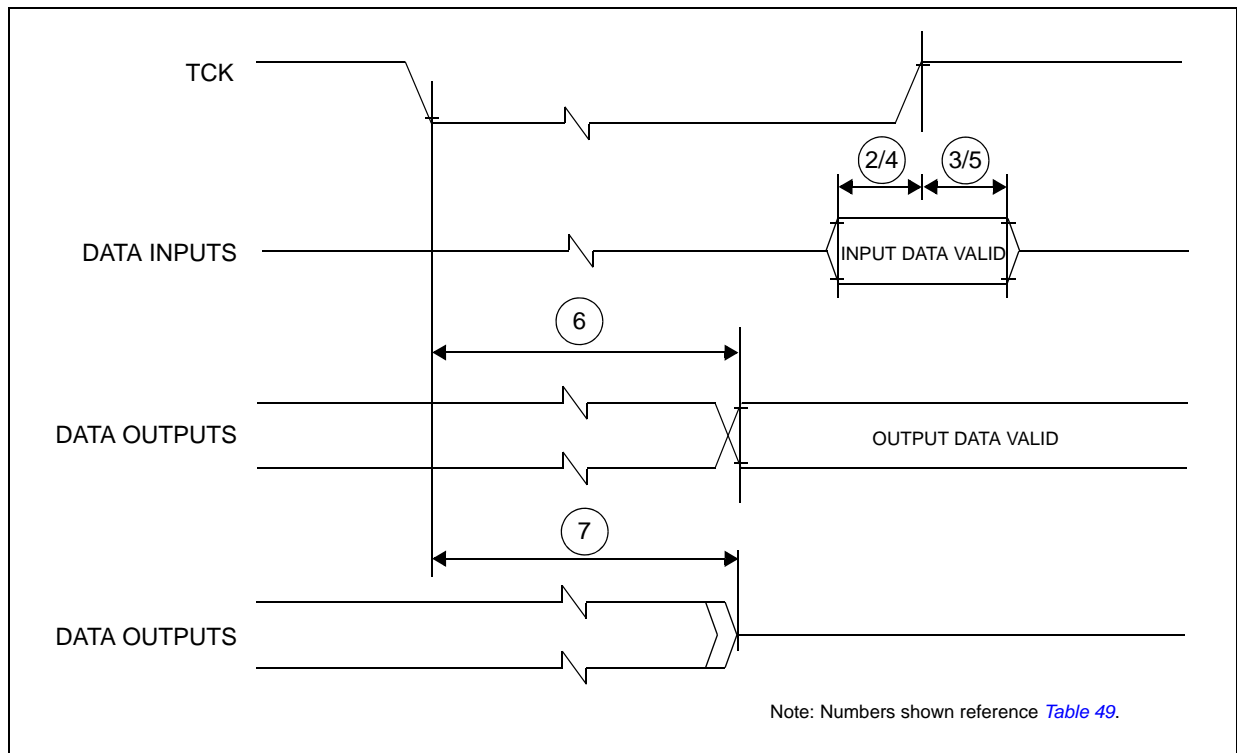 TCK
2/4
3/5
DATA INPUTS
INPUT DATA VALID
6
DATA OUTPUTS
OUTPUT DATA VALID
7
DATA OUTPUTS
Note: Numbers shown reference Table 49.